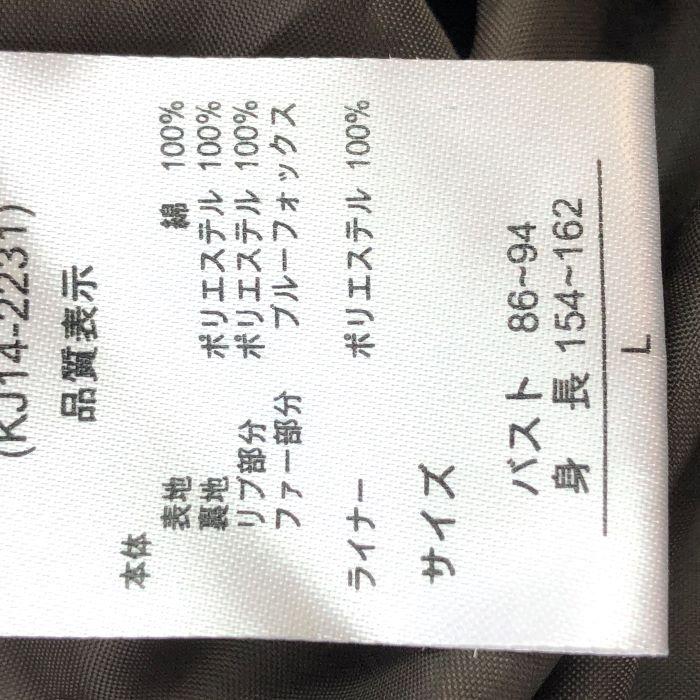 (KJ14-2231)
品質表示
本体
表地 綿 100%
裏地 ポリエステル 100%
リブ部分 ポリエステル 100%
ファー部分 ブルーフォックス
ライナー ポリエステル 100%
サイズ
バスト 86~94
身 長 154~162
L